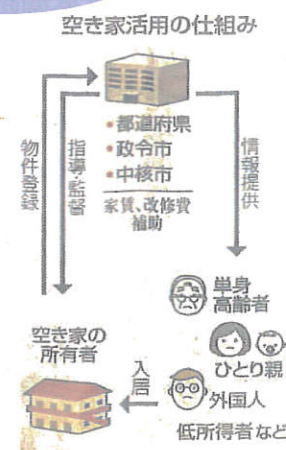 空き家活用の仕組み
•都道府県
•政令市
•中核市
家賃、改修費
補助
物件登録
指導・監督
情報提供
単身
高齢者
ひとり親
外国人
低所得者など
入居
空き家の
所有者